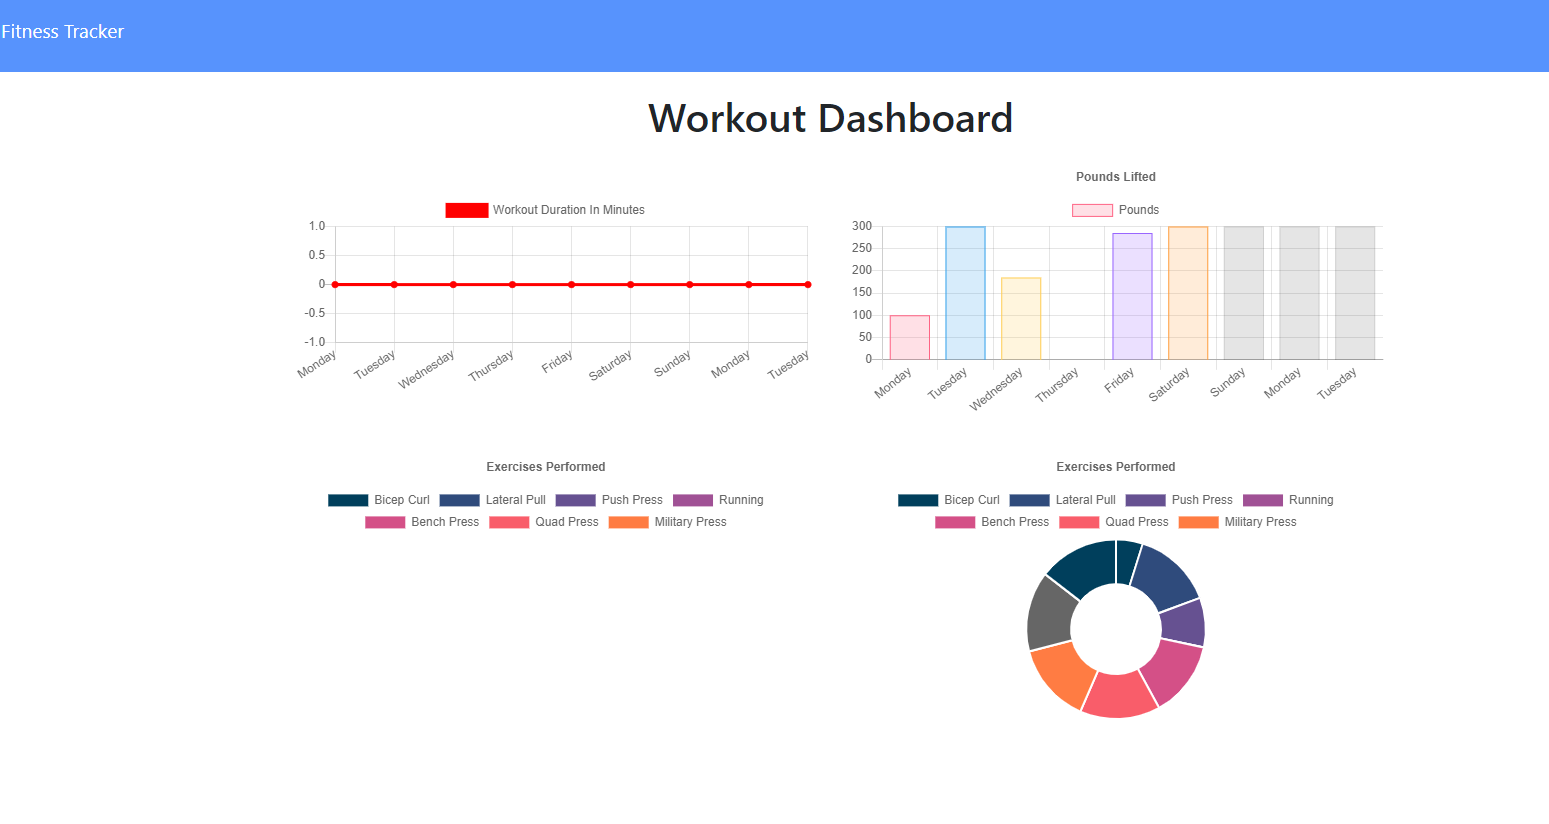 Fitness Tracker
Workout Dashboard
Workout Duration In Minutes
1.0
0.5
0
-0.5
-1.0
Monday Tuesday Wednesday Thursday Friday Saturday Sunday Monday Tuesday
Pounds Lifted
Pounds
300
250
200
150
100
50
0
Monday Tuesday Wednesday Thursday Friday Saturday Sunday Monday Tuesday
Exercises Performed
Bicep Curl Lateral Pull Push Press Running
Bench Press Quad Press Military Press
Exercises Performed
Bicep Curl Lateral Pull Push Press Running
Bench Press Quad Press Military Press